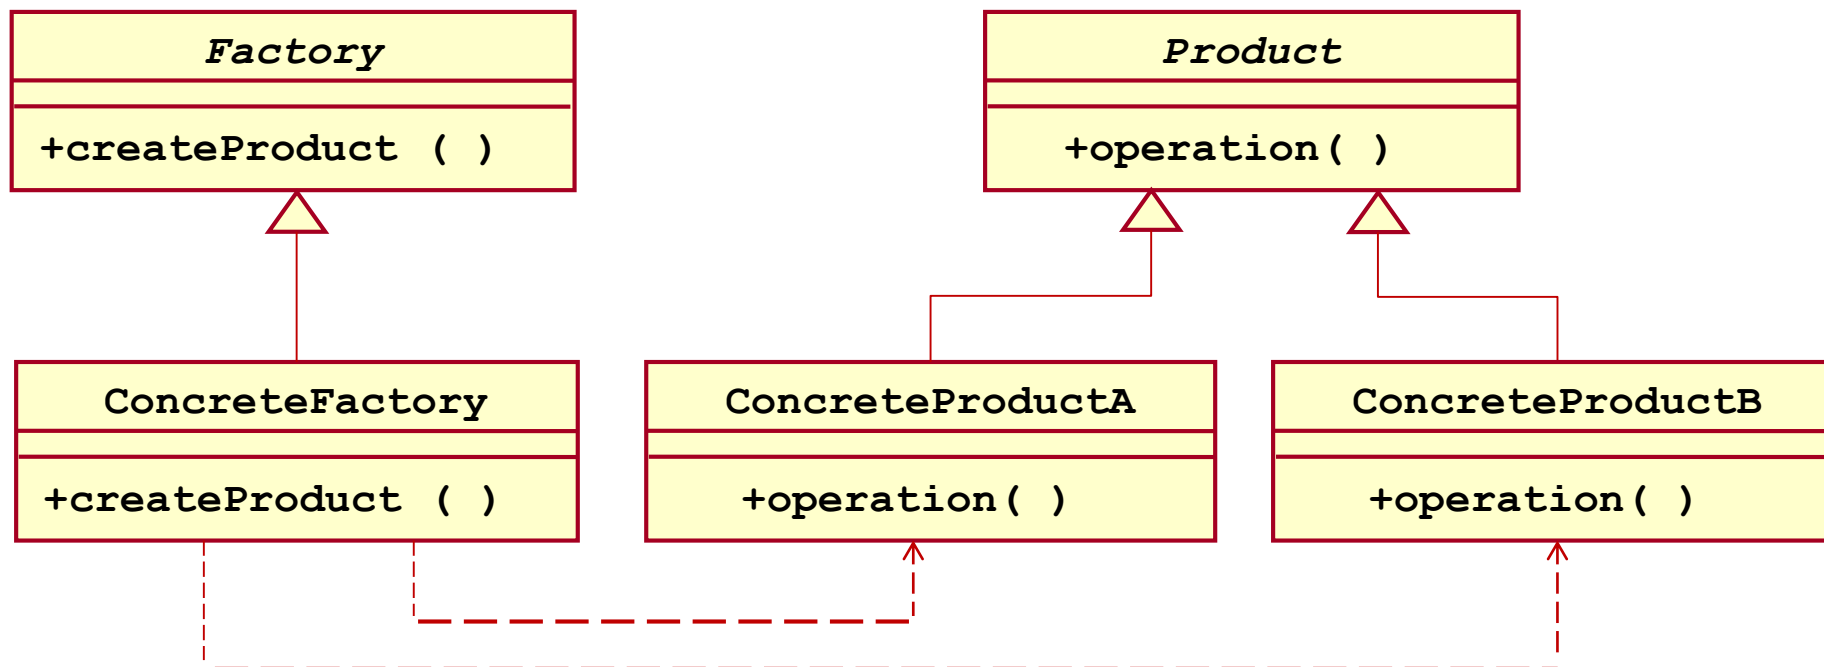 Factory
+createProduct ( )
Product
+operation( )
ConcreteFactory
+createProduct ( )
ConcreteProductA
+operation( )
ConcreteProductB
+operation( )